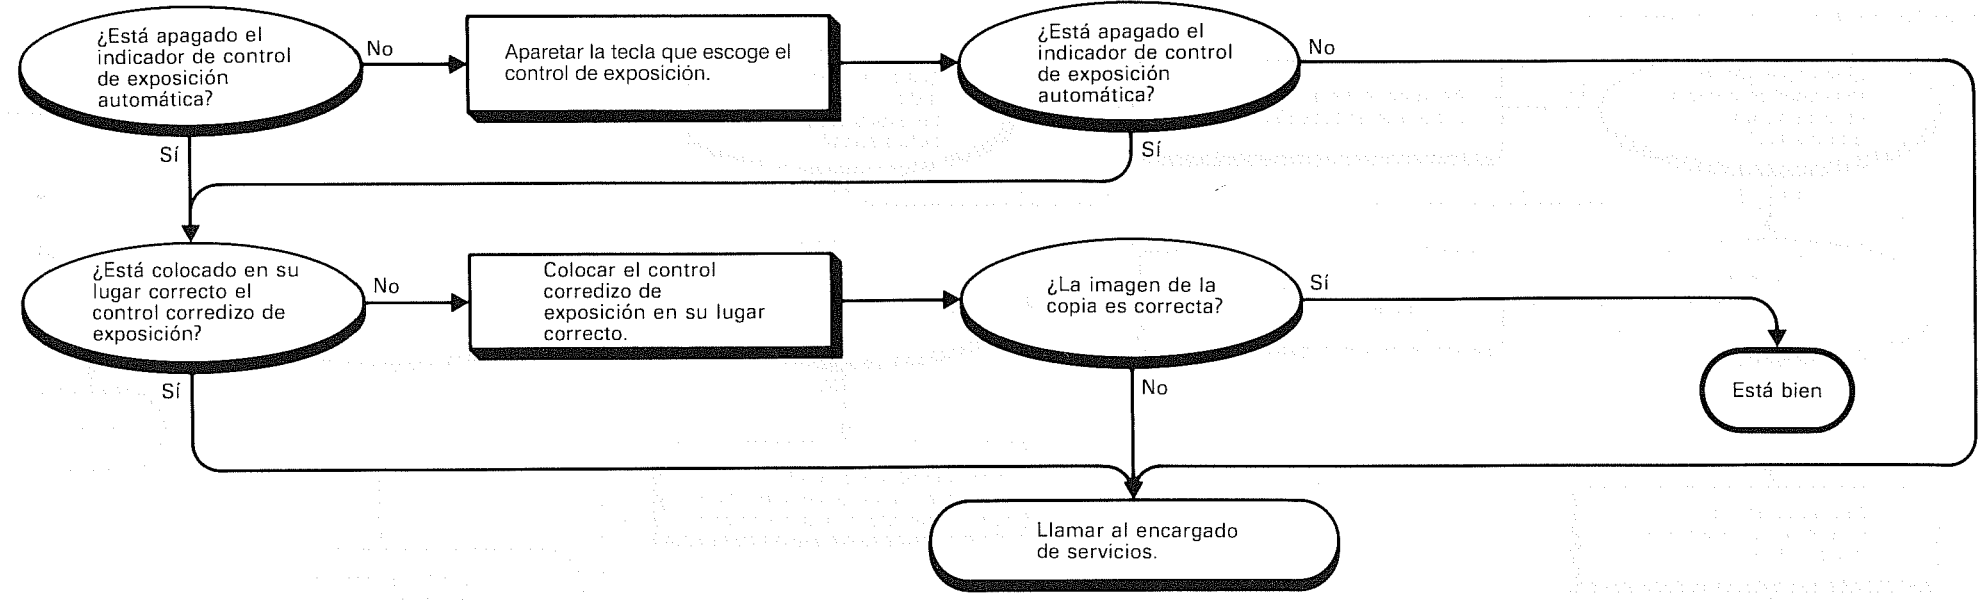 ¿Está apagado el
indicador de control
de exposición
automática?
No
Aparetar la tecla que escoge el
control de exposición.
¿Está apagado el
indicador de control
de exposición
automática?
No
Sí
Sí
¿Está colocado en su
lugar correcto el
control corredizo de
exposición?
No
Colocar el control
corredizo de
exposición en su lugar
correcto.
¿La imagen de la
copia es correcta?
Sí
Sí
No
Está bien
Llamar al encargado
de servicios.